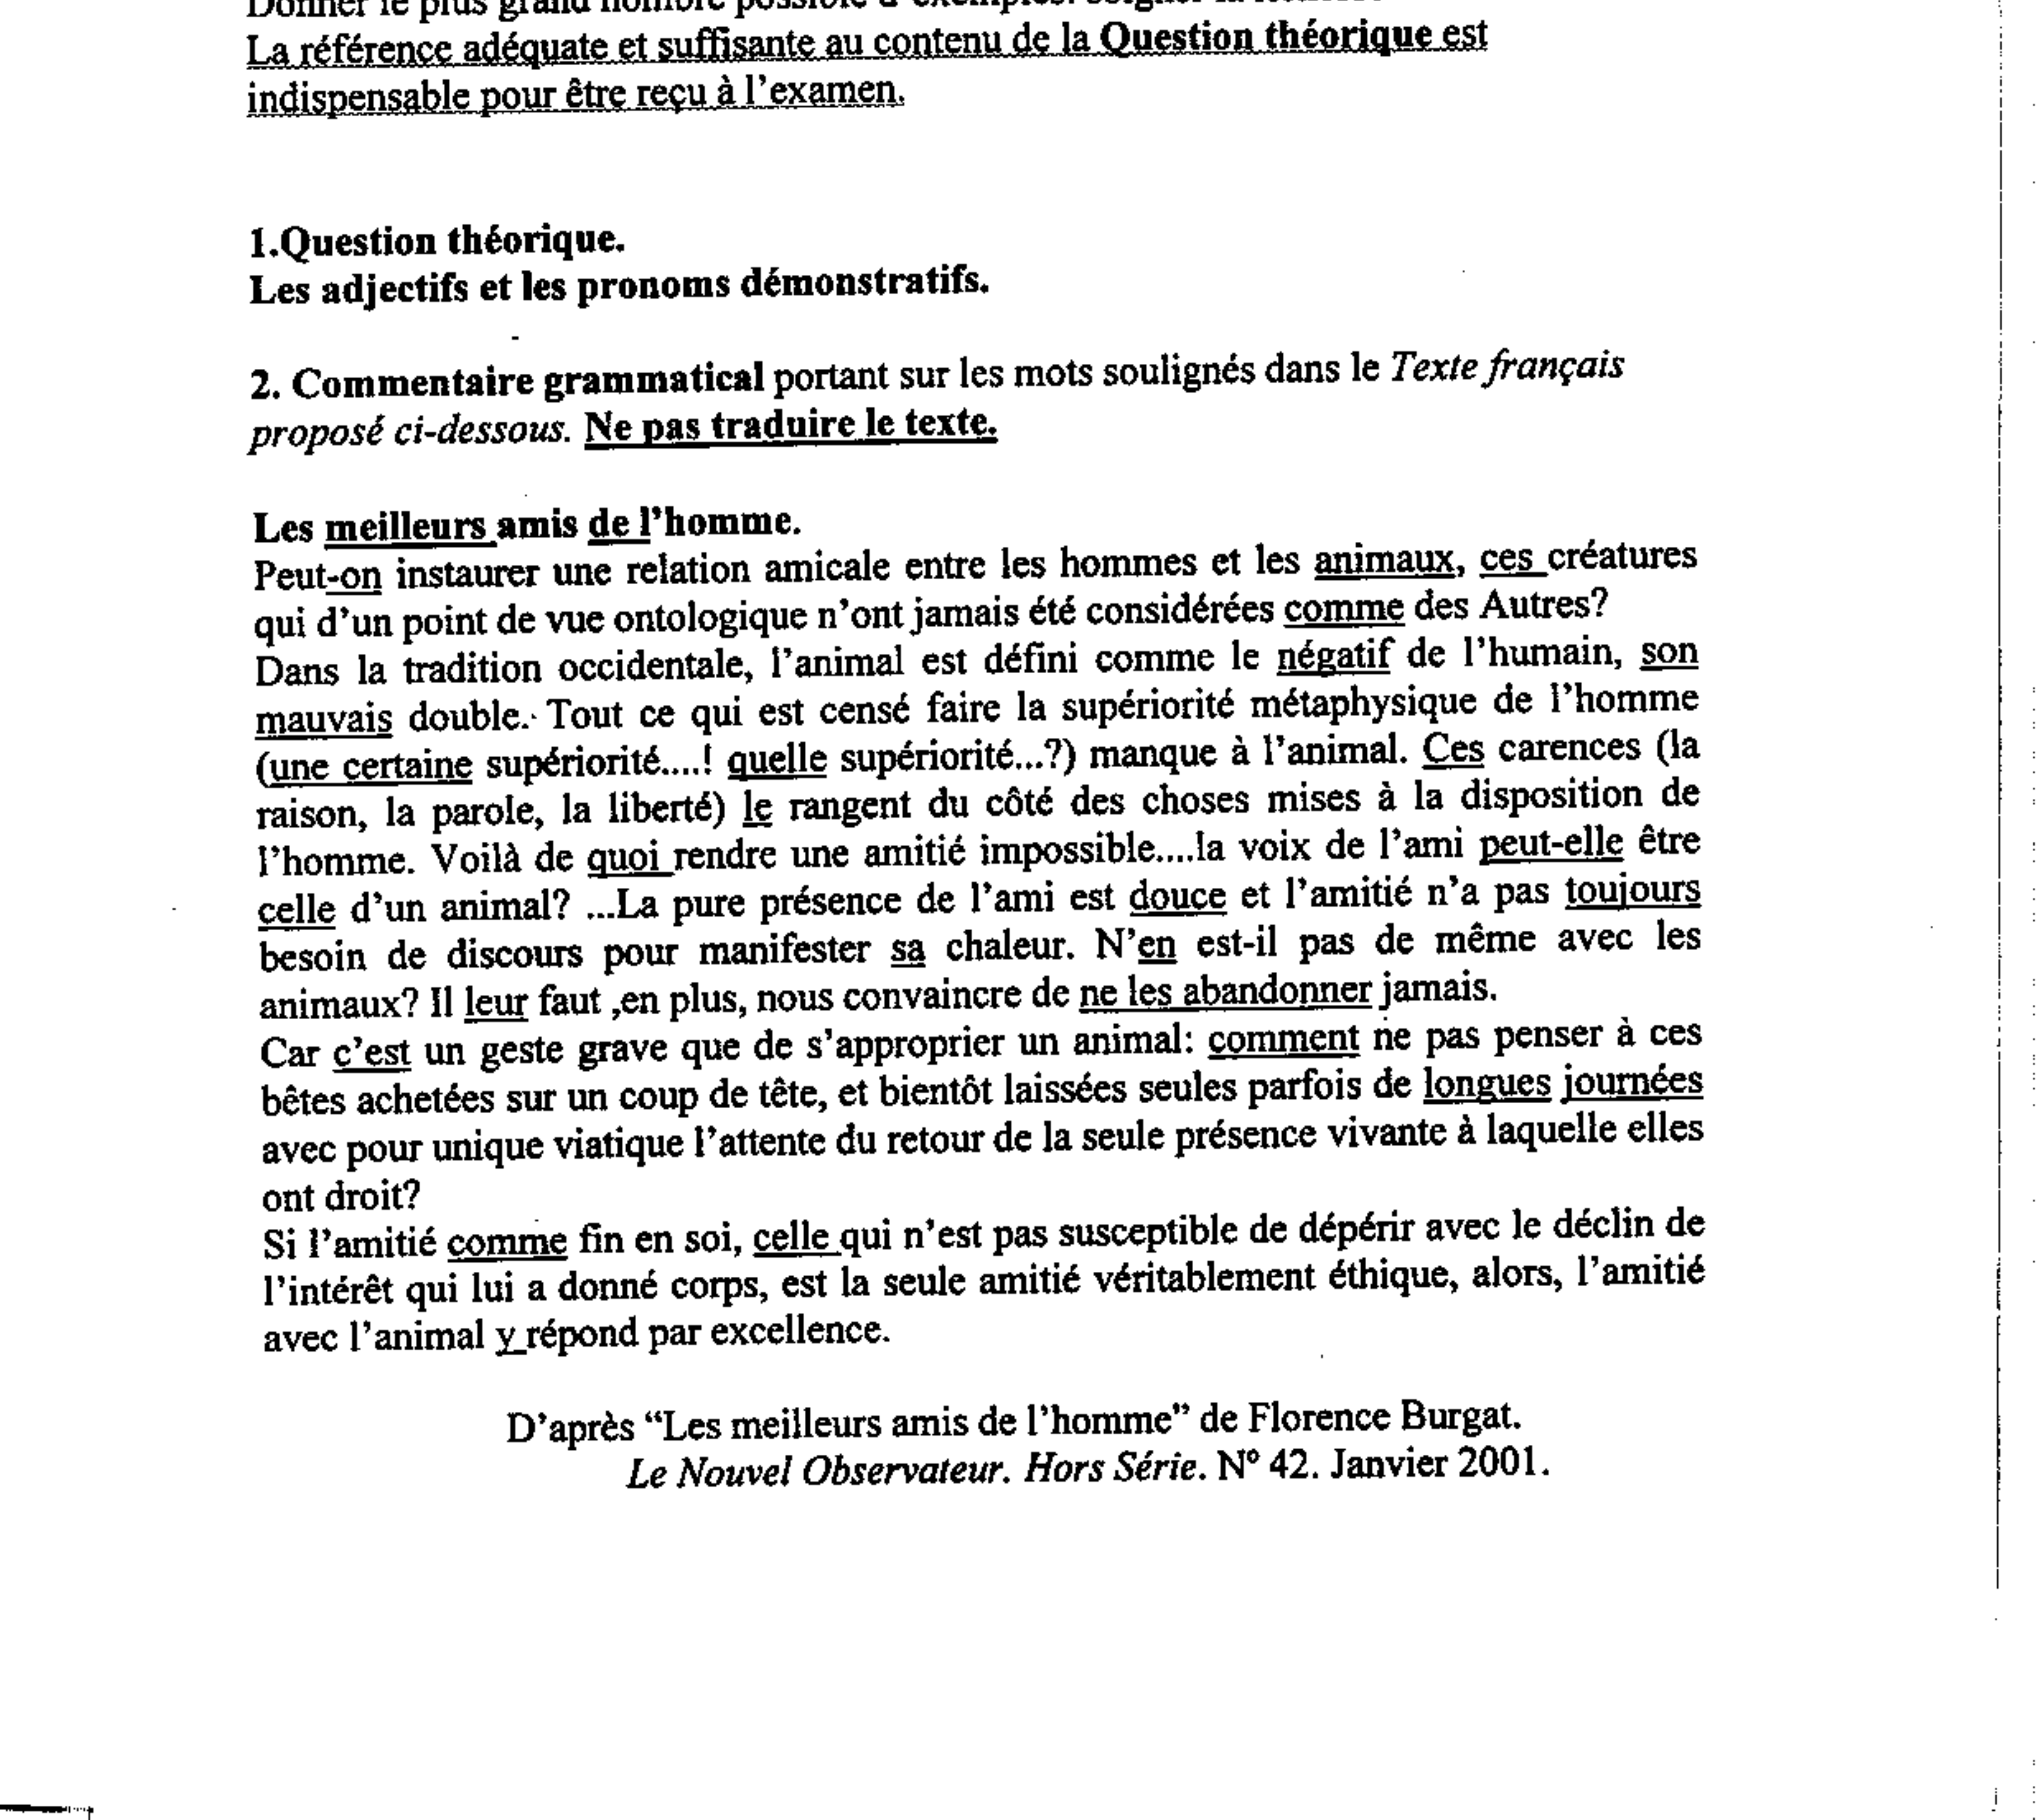 Donner le plus grand nombre possible d'exemples. Soigner la
La référence adéquate et suffisante au contenu de la Question théorique est
indispensable pour être reçu à l'examen.
1.Question théorique.
Les adjectifs et les pronoms démonstratifs.
2. Commentaire grammatical portant sur les mots soulignés dans le Texte français
proposé ci-dessous. Ne pas traduire le texte.
Les meilleurs amis de l'homme.
Peut-on instaurer une relation amicale entre les hommes et les animaux, ces créatures
qui d'un point de vue ontologique n'ont jamais été considérées comme des Autres?
Dans la tradition occidentale, l'animal est défini comme le négatif de l'humain, son
mauvais double. Tout ce qui est censé faire la supériorité métaphysique de l'homme
(une certaine supériorité....! quelle supériorité...?) manque à l'animal. Ces carences (la
raison, la parole, la liberté) le rangent du côté des choses mises à la disposition de
l'homme. Voilà de quoi rendre une amitié impossible....la voix de l'ami peut-elle être
celle d'un animal? ...La pure présence de l'ami est douce et l'amitié n'a pas toujours
besoin de discours pour manifester sa chaleur. N'en est-il pas de même avec les
animaux? Il leur faut ,en plus, nous convaincre de ne les abandonner jamais.
Car c'est un geste grave que de s'approprier un animal: comment ne pas penser à ces
bêtes achetées sur un coup de tête, et bientôt laissées seules parfois de longues journées
avec pour unique viatique l'attente du retour de la seule présence vivante à laquelle elles
ont droit?
Si l'amitié comme fin en soi, celle qui n'est pas susceptible de dépérir avec le déclin de
l'intérêt qui lui a donné corps, est la seule amitié véritablement éthique, alors, l'amitié
avec l'animal y répond par excellence.
D'après “Les meilleurs amis de l'homme” de Florence Burgat.
Le Nouvel Observateur. Hors Série. Nº 42. Janvier 2001.